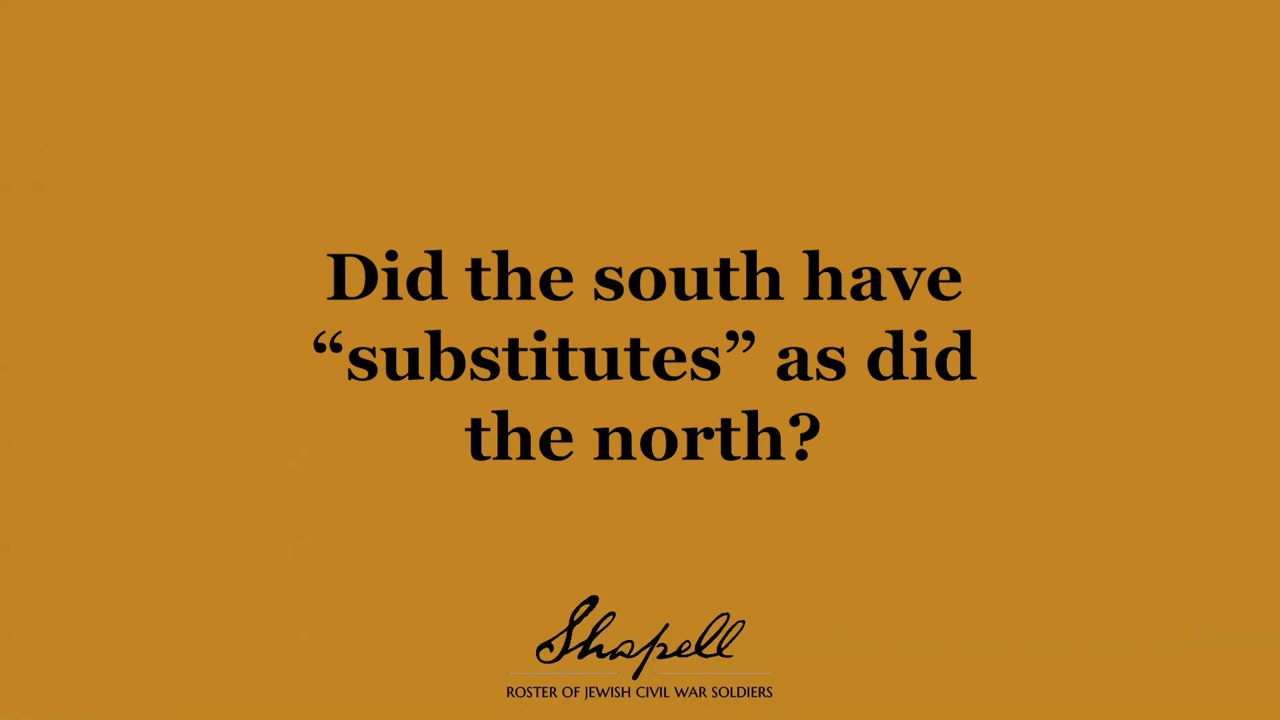 Did the south have
“substitutes” as did
the north?
Shapell
ROSTER OF JEWISH CIVIL WAR SOLDIERS